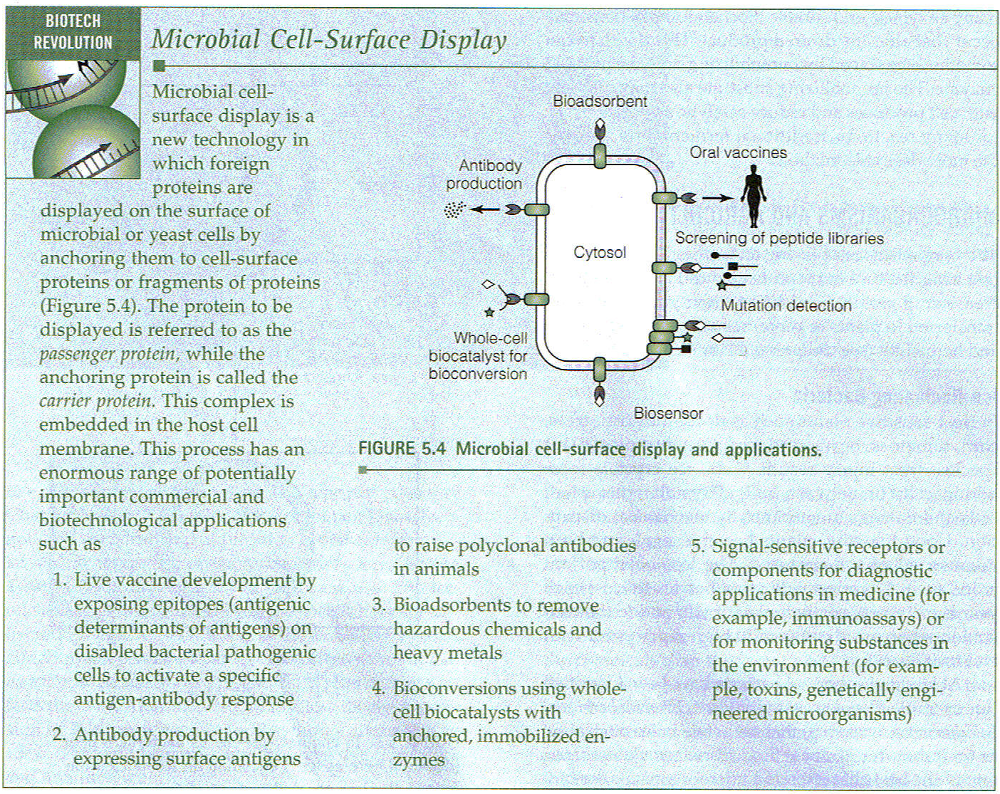 BIOTECH
REVOLUTION
Microbial Cell-Surface Display
Microbial cell-
surface display is a
new technology in
which foreign
proteins are
displayed on the surface of
microbial or yeast cells by
anchoring them to cell-surface
proteins or fragments of proteins
(Figure 5.4). The protein to be
displayed is referred to as the
passenger protein, while the
anchoring protein is called the
carrier protein. This complex is
embedded in the host cell
membrane. This process has an
enormous range of potentially
important commercial and
biotechnological applications
such as
1. Live vaccine development by
exposing epitopes (antigenic
determinants of antigens) on
disabled bacterial pathogenic
cells to activate a specific
antigen-antibody response
2. Antibody production by
expressing surface antigens
Bioadsorbent
Oral vaccines
Antibody
production
Screening of peptide libraries
Cytosol
Mutation detection
Whole-cell
biocatalyst for
bioconversion
Biosensor
FIGURE 5.4 Microbial cell-surface display and applications.
to raise polyclonal antibodies
in animals
3. Bioadsorbents to remove
hazardous chemicals and
heavy metals
4. Bioconversions using whole-
cell biocatalysts with
anchored, immobilized en-
zymes
5. Signal-sensitive receptors or
components for diagnostic
applications in medicine (for
example, immunoassays) or
for monitoring substances in
the environment (for exam-
ple, toxins, genetically engi-
neered microorganisms)